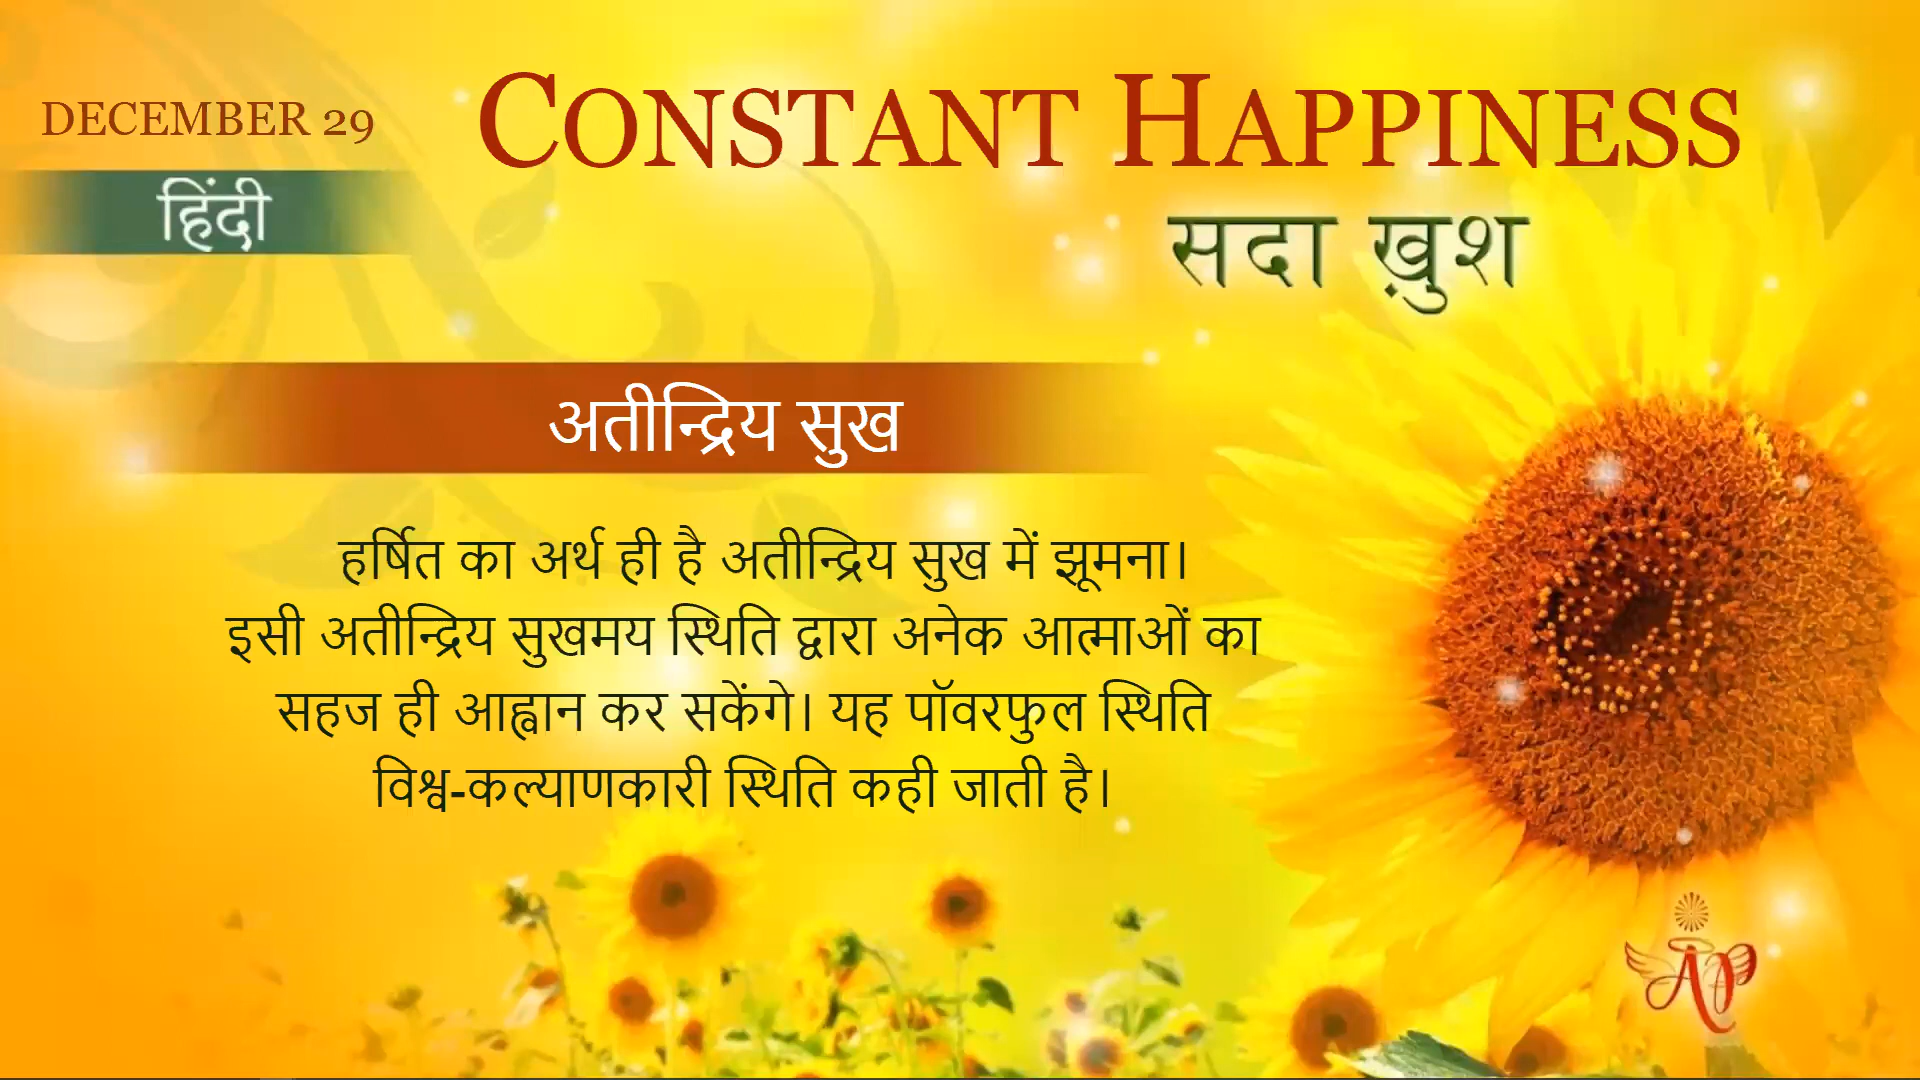 DECEMBER 29
CONSTANT HAPPINESS
हिंदी
सदा ख़ुश
अतीन्द्रिय सुख
हर्षित का अर्थ ही है अतीन्द्रिय सुख में झूमना।
इसी अतीन्द्रिय सुखमय स्थिति द्वारा अनेक आत्माओं का
सहज ही आह्वान कर सकेंगे। यह पॉवरफुल स्थिति
विश्व-कल्याणकारी स्थिति कही जाती है।
AP